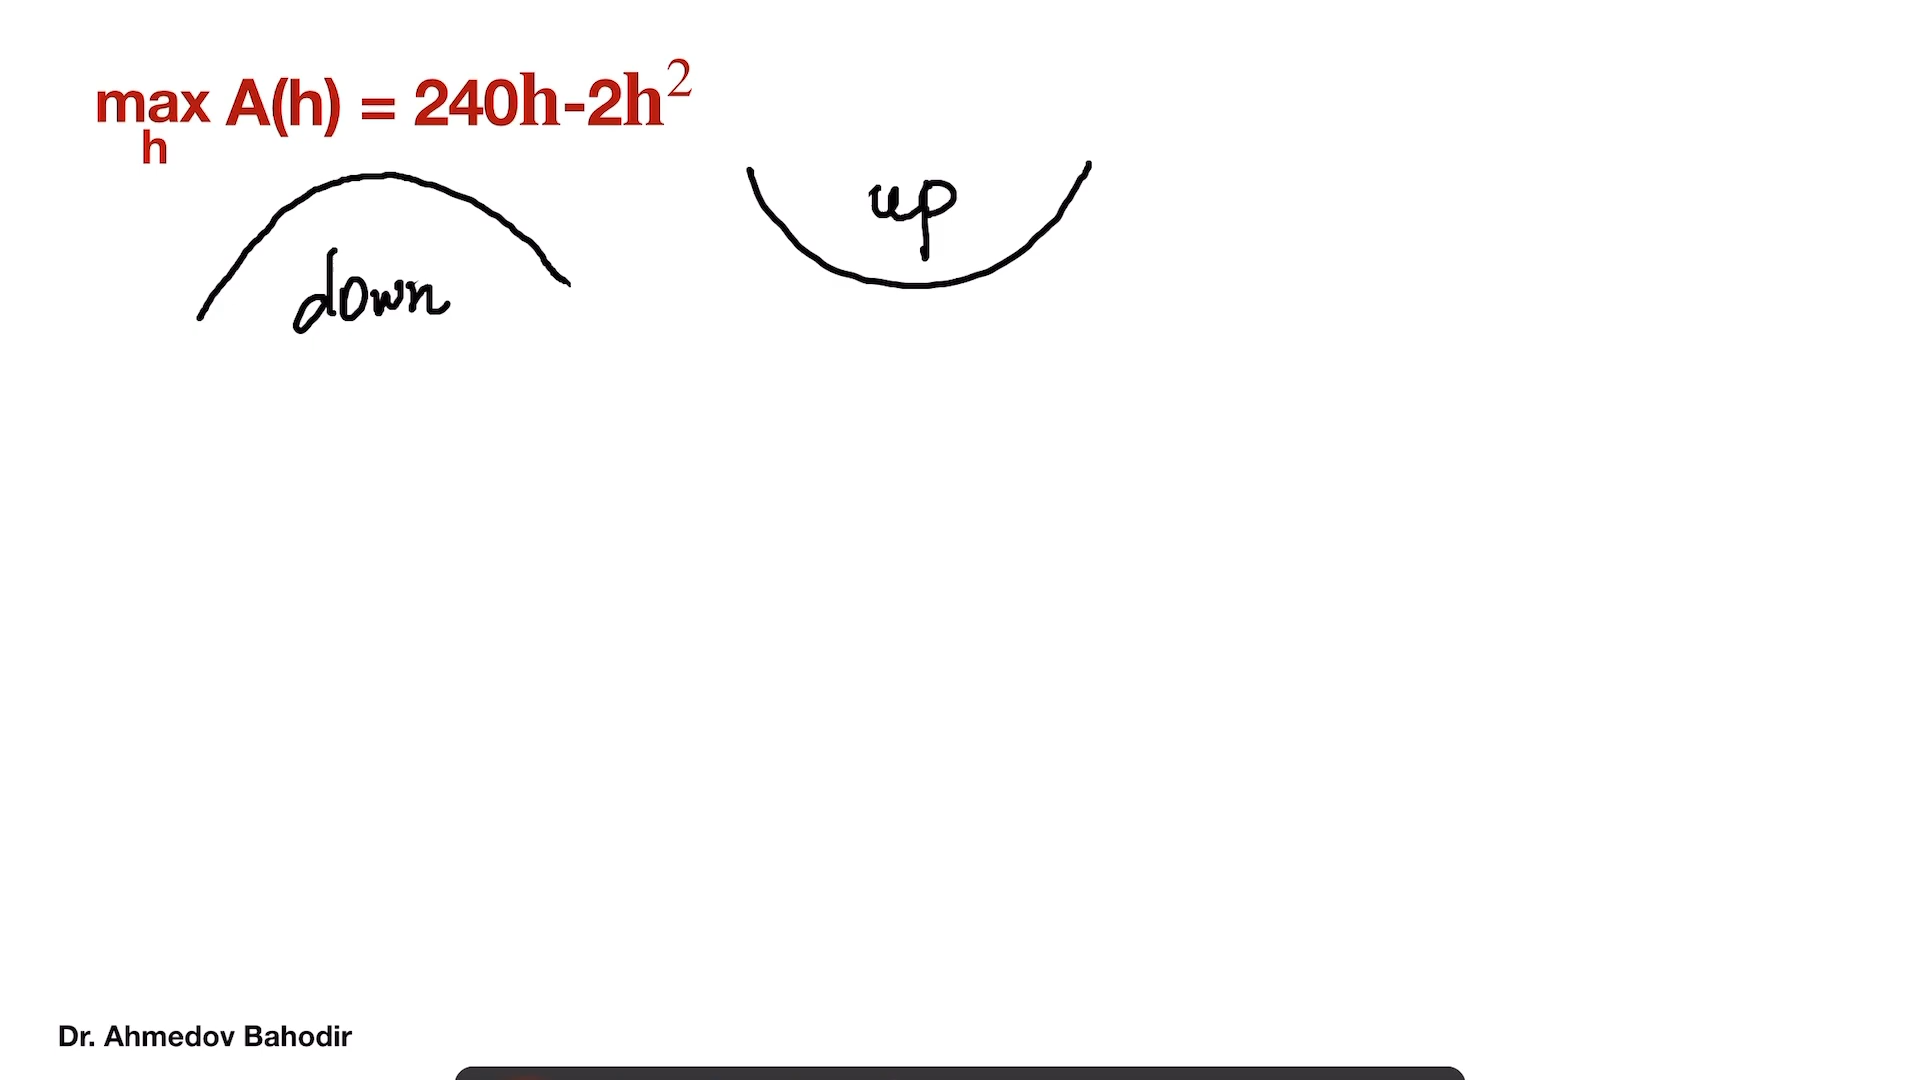 max A(h) = 240h-2h²
h
up
down
Dr. Ahmedov Bahodir